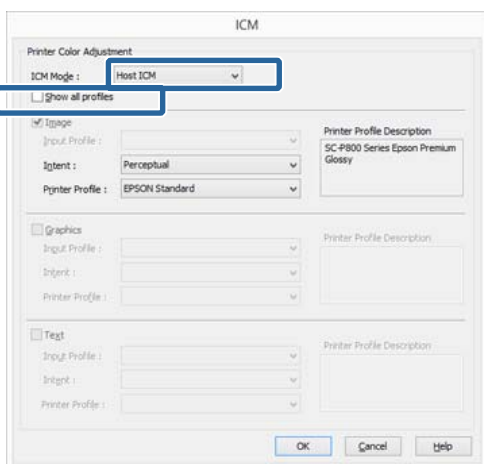 ICM
Printer Color Adjustment
ICM Mode : Host ICM
Show all profiles
Image
Input Profile :
Intent : Perceptual
Printer Profile : EPSON Standard
Printer Profile Description
SC-P800 Series Epson Premium
Glossy
Graphics
Input Profile :
Intent :
Printer Profile :
Printer Profile Description
Text
Input Profile :
Intent :
Printer Profile :
Printer Profile Description
OK Cancel Help